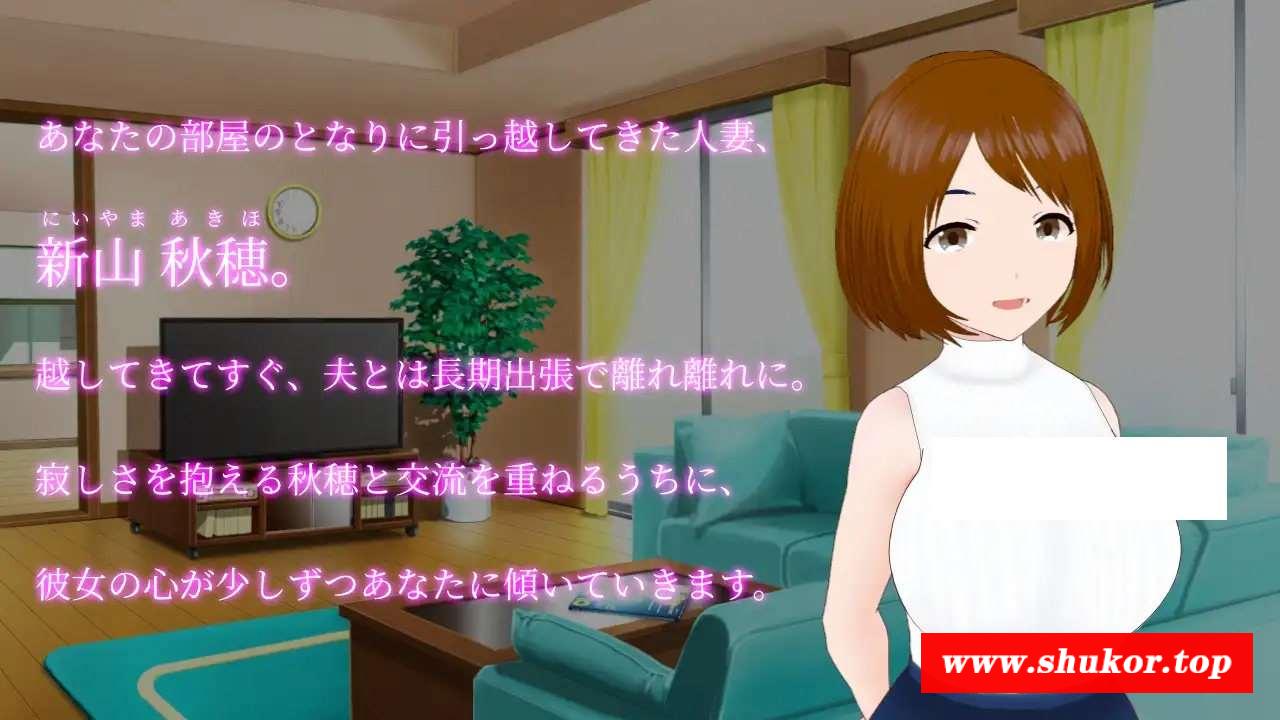 あなたの部屋のとなりに引っ越してきた人妻、
にいやま あきほ
新山 秋穂。
越してきてすぐ、夫とは長期出張で離れ離れに。
寂しさを抱える秋穂と交流を重ねるうちに、
彼女の心が少しずつあなたに傾いていきます。
www.shukor.top